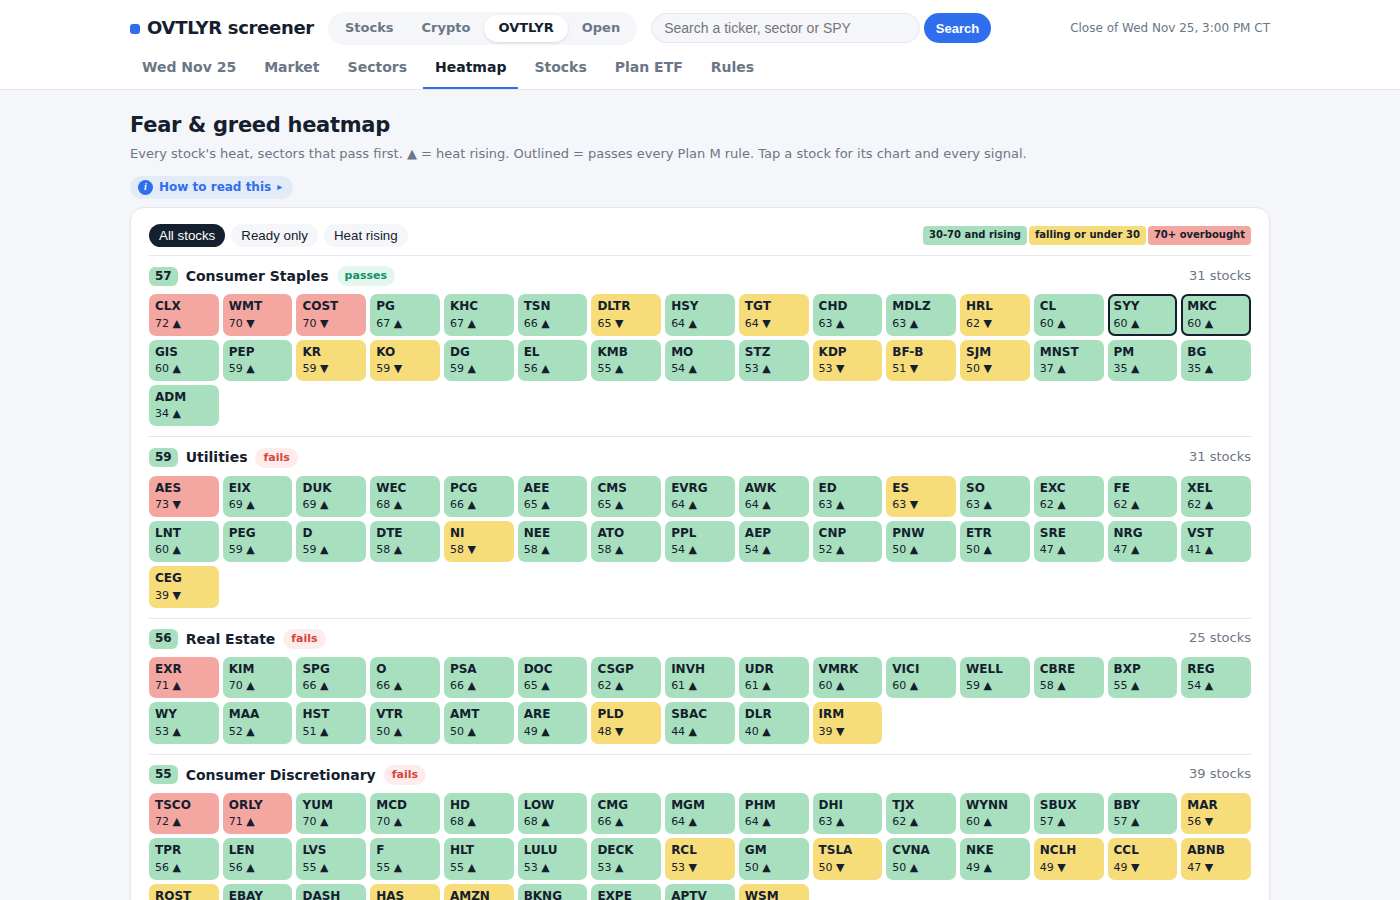 OVTLYR screener Stocks Crypto OVTLYR Open Search a ticker, sector or SPY Search Close of Wed Nov 25, 3:00 PM CT
Wed Nov 25 Market Sectors Heatmap Stocks Plan ETF Rules
Fear & greed heatmap
Every stock's heat, sectors that pass first. ▲ = heat rising. Outlined = passes every Plan M rule. Tap a stock for its chart and every signal.
i How to read this ▸
All stocks Ready only Heat rising 30-70 and rising falling or under 30 70+ overbought
57 Consumer Staples passes 31 stocks
CLX WMT COST PG KHC TSN DLTR HSY TGT CHD MDLZ HRL CL SYY MKC
72 ▲ 70 ▼ 70 ▼ 67 ▲ 67 ▲ 66 ▲ 65 ▼ 64 ▲ 64 ▼ 63 ▲ 63 ▲ 62 ▼ 60 ▲ 60 ▲ 60 ▲
GIS PEP KR KO DG EL KMB MO STZ KDP BF-B SJM MNST PM BG
60 ▲ 59 ▲ 59 ▼ 59 ▼ 59 ▲ 56 ▲ 55 ▲ 54 ▲ 53 ▲ 53 ▼ 51 ▼ 50 ▼ 37 ▲ 35 ▲ 35 ▲
ADM
34 ▲
59 Utilities fails 31 stocks
AES EIX DUK WEC PCG AEE CMS EVRG AWK ED ES SO EXC FE XEL
73 ▼ 69 ▲ 69 ▲ 68 ▲ 66 ▲ 65 ▲ 65 ▲ 64 ▲ 64 ▲ 63 ▲ 63 ▼ 63 ▲ 62 ▲ 62 ▲ 62 ▲
LNT PEG D DTE NI NEE ATO PPL AEP CNP PNW ETR SRE NRG VST
60 ▲ 59 ▲ 59 ▲ 58 ▲ 58 ▼ 58 ▲ 58 ▲ 54 ▲ 54 ▲ 52 ▲ 50 ▲ 50 ▲ 47 ▲ 47 ▲ 41 ▲
CEG
39 ▼
56 Real Estate fails 25 stocks
EXR KIM SPG O PSA DOC CSGP INVH UDR VMRK VICI WELL CBRE BXP REG
71 ▲ 70 ▲ 66 ▲ 66 ▲ 66 ▲ 65 ▲ 62 ▲ 61 ▲ 61 ▲ 60 ▲ 60 ▲ 59 ▲ 58 ▲ 55 ▲ 54 ▲
WY MAA HST VTR AMT ARE PLD SBAC DLR IRM
53 ▲ 52 ▲ 51 ▲ 50 ▲ 50 ▲ 49 ▲ 48 ▼ 44 ▲ 40 ▲ 39 ▼
55 Consumer Discretionary fails 39 stocks
TSCO ORLY YUM MCD HD LOW CMG MGM PHM DHI TJX WYNN SBUX BBY MAR
72 ▲ 71 ▲ 70 ▲ 70 ▲ 68 ▲ 68 ▲ 66 ▲ 64 ▲ 64 ▲ 63 ▲ 62 ▲ 60 ▲ 57 ▲ 57 ▲ 56 ▼
TPR LEN LVS F HLT LULU DECK RCL GM TSLA CVNA NKE NCLH CCL ABNB
56 ▲ 56 ▲ 55 ▲ 55 ▲ 55 ▲ 53 ▲ 53 ▲ 53 ▼ 50 ▲ 50 ▼ 50 ▲ 49 ▲ 49 ▼ 49 ▼ 47 ▼
ROST EBAY DASH HAS AMZN BKNG EXPE APTV WSM